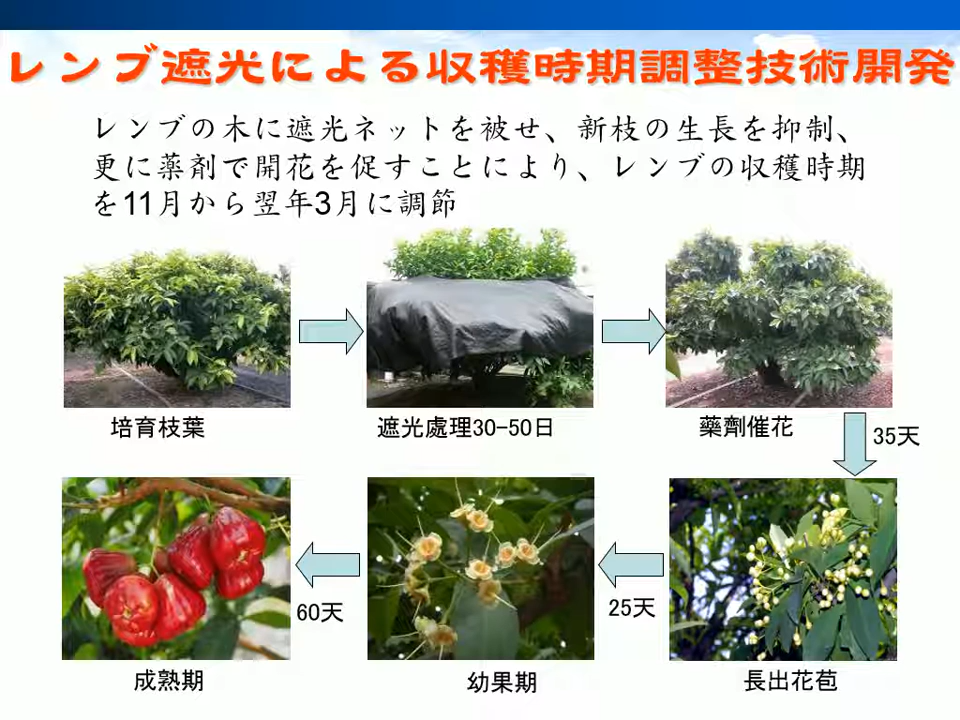 レンブ遮光による収穫時期調整技術開発
レンブの木に遮光ネットを被せ、新枝の生長を抑制、
更に薬剤で開花を促すことにより、レンブの収穫時期
を11月から翌年3月に調節
培育枝葉
遮光處理30-50日
藥劑催花
35天
長出花苞
25天
幼果期
60天
成熟期